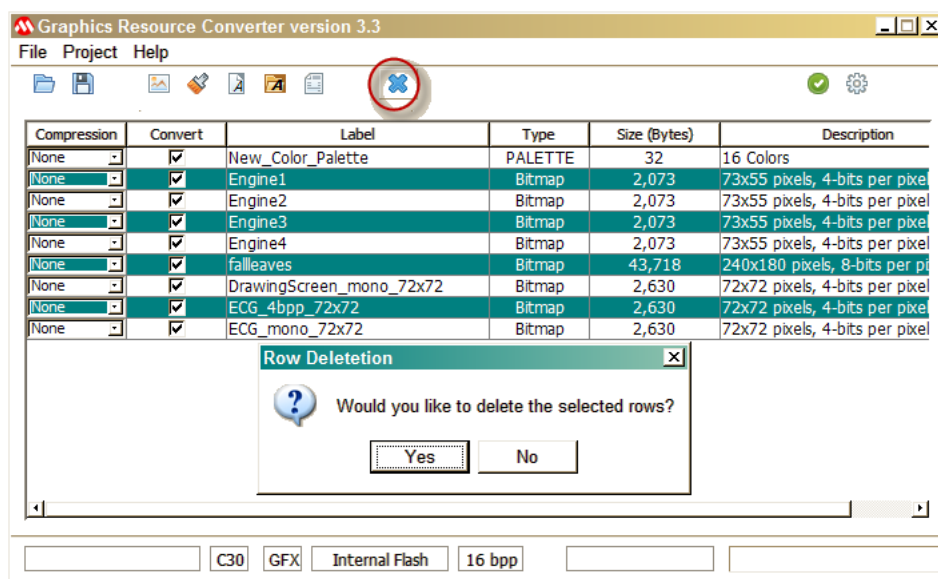 Graphics Resource Converter version 3.3
File Project Help
Compression Convert Label Type Size (Bytes) Description
None New_Color_Palette PALETTE 32 16 Colors
None Engine1 Bitmap 2,073 73x55 pixels, 4-bits per pixel
None Engine2 Bitmap 2,073 73x55 pixels, 4-bits per pixel
None Engine3 Bitmap 2,073 73x55 pixels, 4-bits per pixel
None Engine4 Bitmap 2,073 73x55 pixels, 4-bits per pixel
None fallleaves Bitmap 43,718 240x180 pixels, 8-bits per pi
None DrawingScreen_mono_72x72 Bitmap 2,630 72x72 pixels, 4-bits per pixel
None ECG_4bpp_72x72 Bitmap 2,630 72x72 pixels, 4-bits per pixel
None ECG_mono_72x72 Bitmap 2,630 72x72 pixels, 4-bits per pixel
Row Deletetion
Would you like to delete the selected rows?
Yes No
C30 GFX Internal Flash 16 bpp